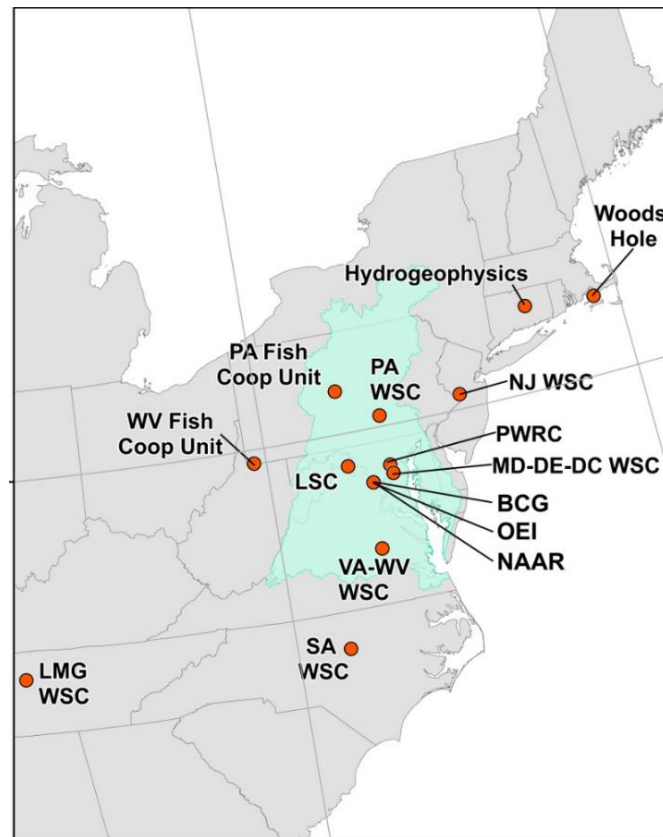 Woods
Hole
Hydrogeophysics
PA Fish
Coop Unit
PA
WSC
NJ WSC
WV Fish
Coop Unit
PWRC
LSC
MD-DE-DC WSC
BCG
OEI
NAAR
VA-WV
WSC
SA
WSC
LMG
WSC